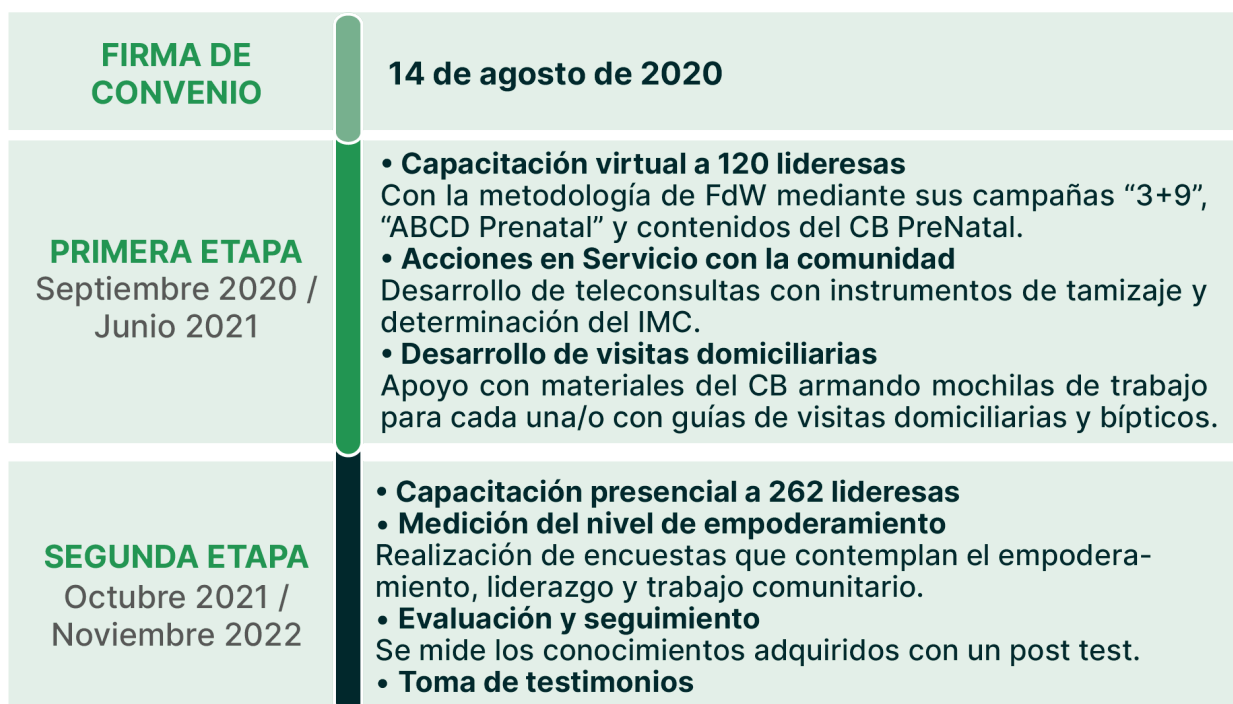 FIRMA DE
CONVENIO
14 de agosto de 2020
PRIMERA ETAPA
Septiembre 2020 /
Junio 2021
• Capacitación virtual a 120 lideresas
Con la metodología de FdW mediante sus campañas “3+9”,
“ABCD Prenatal” y contenidos del CB PreNatal.
• Acciones en Servicio con la comunidad
Desarrollo de teleconsultas con instrumentos de tamizaje y
determinación del IMC.
• Desarrollo de visitas domiciliarias
Apoyo con materiales del CB armando mochilas de trabajo
para cada una/o con guías de visitas domiciliarias y bípticos.
SEGUNDA ETAPA
Octubre 2021 /
Noviembre 2022
• Capacitación presencial a 262 lideresas
• Medición del nivel de empoderamiento
Realización de encuestas que contemplan el empodera-
miento, liderazgo y trabajo comunitario.
• Evaluación y seguimiento
Se mide los conocimientos adquiridos con un post test.
• Toma de testimonios